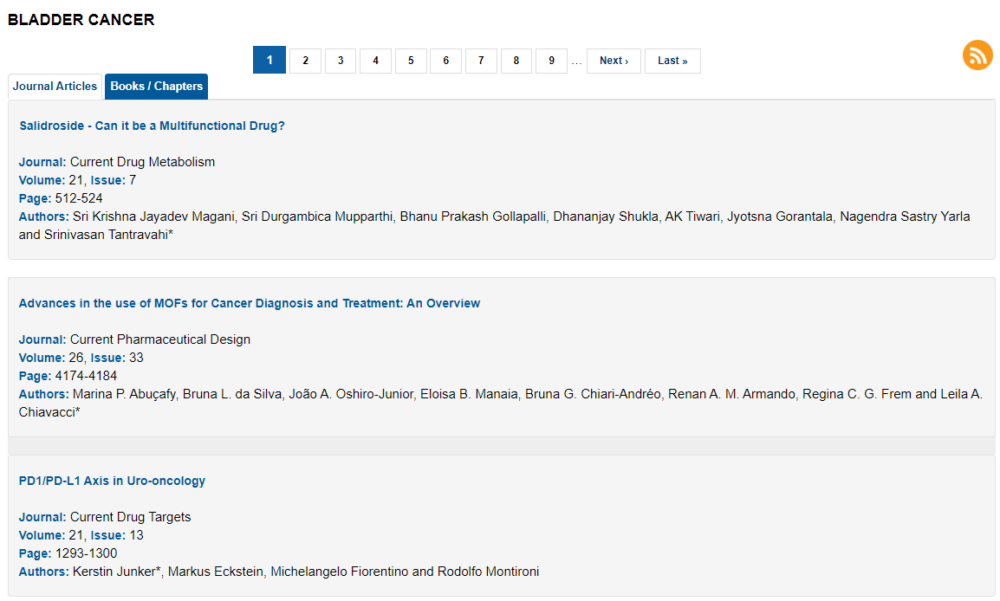 BLADDER CANCER
1 2 3 4 5 6 7 8 9 ... Next › Last »
Journal Articles Books / Chapters
Salidroside - Can it be a Multifunctional Drug?
Journal: Current Drug Metabolism
Volume: 21, Issue: 7
Page: 512-524
Authors: Sri Krishna Jayadev Magani, Sri Durgambica Mupparthi, Bhanu Prakash Gollapalli, Dhananjay Shukla, AK Tiwari, Jyotsna Gorantala, Nagendra Sastry Yarla
and Srinivasan Tantravahi*
Advances in the use of MOFs for Cancer Diagnosis and Treatment: An Overview
Journal: Current Pharmaceutical Design
Volume: 26, Issue: 33
Page: 4174-4184
Authors: Marina P. Abuçafy, Bruna L. da Silva, João A. Oshiro-Junior, Eloisa B. Manaia, Bruna G. Chiari-Andréo, Renan A. M. Armando, Regina C. G. Frem and Leila A.
Chiavacci*
PD1/PD-L1 Axis in Uro-oncology
Journal: Current Drug Targets
Volume: 21, Issue: 13
Page: 1293-1300
Authors: Kerstin Junker*, Markus Eckstein, Michelangelo Fiorentino and Rodolfo Montironi